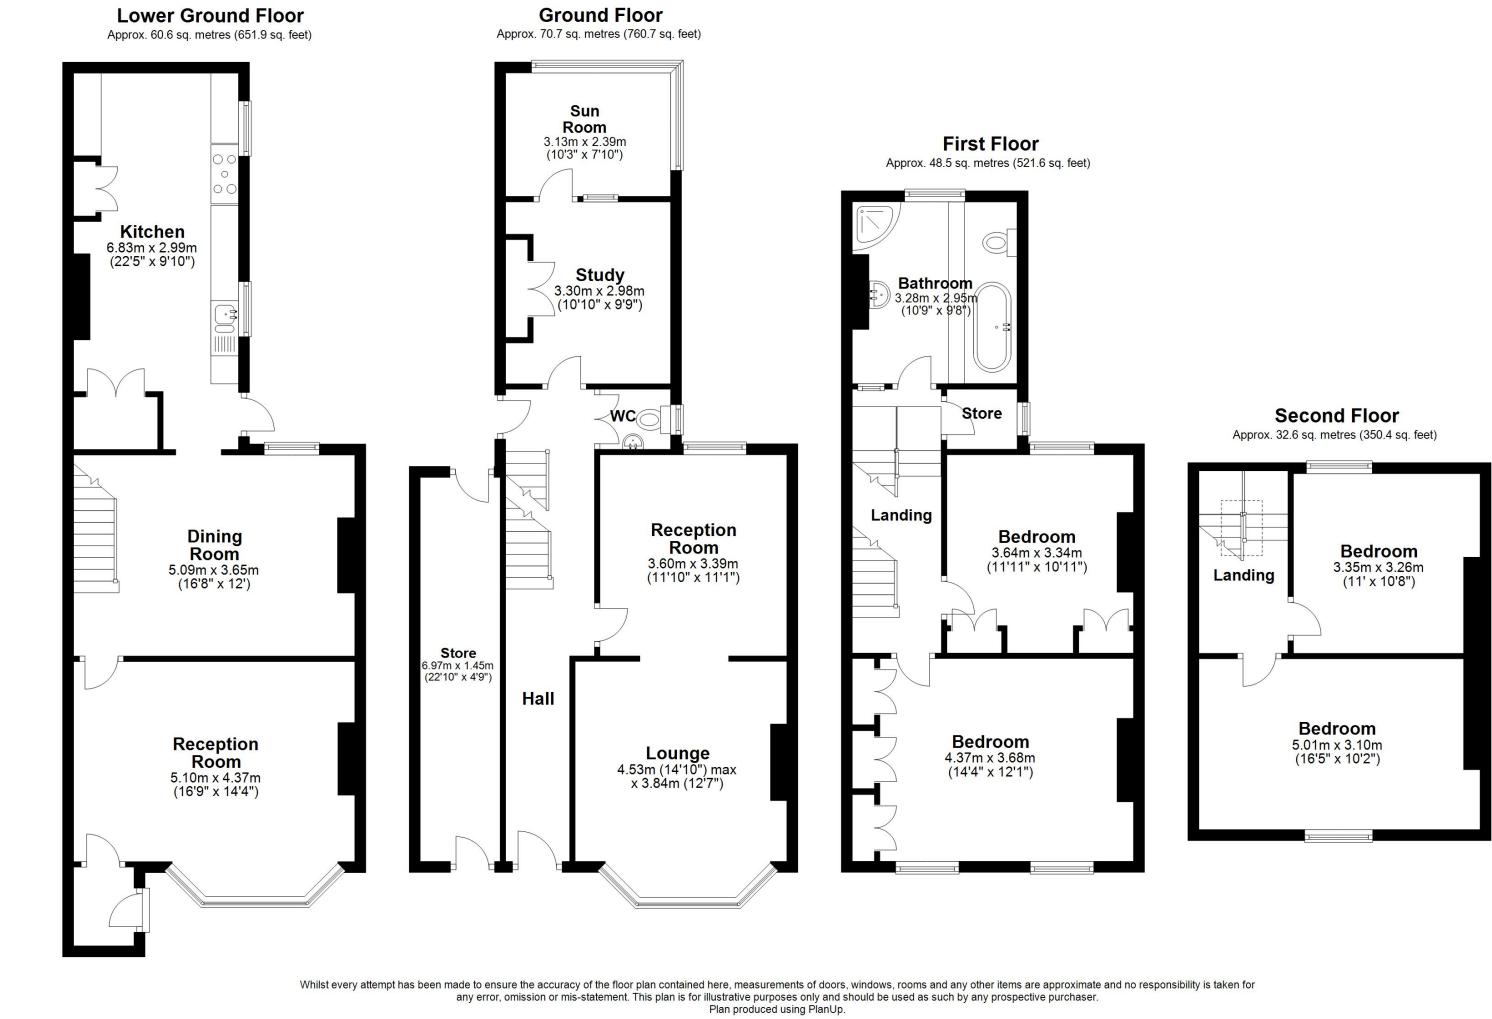 Lower Ground Floor
Approx. 60.6 sq. metres (651.9 sq. feet)
Kitchen
6.83m x 2.99m
(22'5" x 9'10")
Dining
Room
5.09m x 3.65m
(16'8" x 12')
Reception
Room
5.10m x 4.37m
(16'9" x 14'4")
Ground Floor
Approx. 70.7 sq. metres (760.7 sq. feet)
Sun
Room
3.13m x 2.39m
(10'3" x 7'10")
Study
3.30m x 2.98m
(10'10" x 9'9")
WC
Reception
Room
3.60m x 3.39m
(11'10" x 11'1")
Store
6.97m x 1.45m
(22'10" x 4'9")
Hall
Lounge
4.53m (14'10") max
x 3.84m (12'7")
First Floor
Approx. 48.5 sq. metres (521.6 sq. feet)
Bathroom
3.28m x 2.95m
(10'9" x 9'8")
Store
Landing
Bedroom
3.64m x 3.34m
(11'11" x 10'11")
Bedroom
4.37m x 3.68m
(14'4" x 12'1")
Second Floor
Approx. 32.6 sq. metres (350.4 sq. feet)
Landing
Bedroom
3.35m x 3.26m
(11' x 10'8")
Bedroom
5.01m x 3.10m
(16'5" x 10'2")
Whilst every attempt has been made to ensure the accuracy of the floor plan contained here, measurements of doors, windows, rooms and any other items are approximate and no responsibility is taken for
any error, omission or mis-statement. This plan is for illustrative purposes only and should be used as such by any prospective purchaser.
Plan produced using PlanUp.